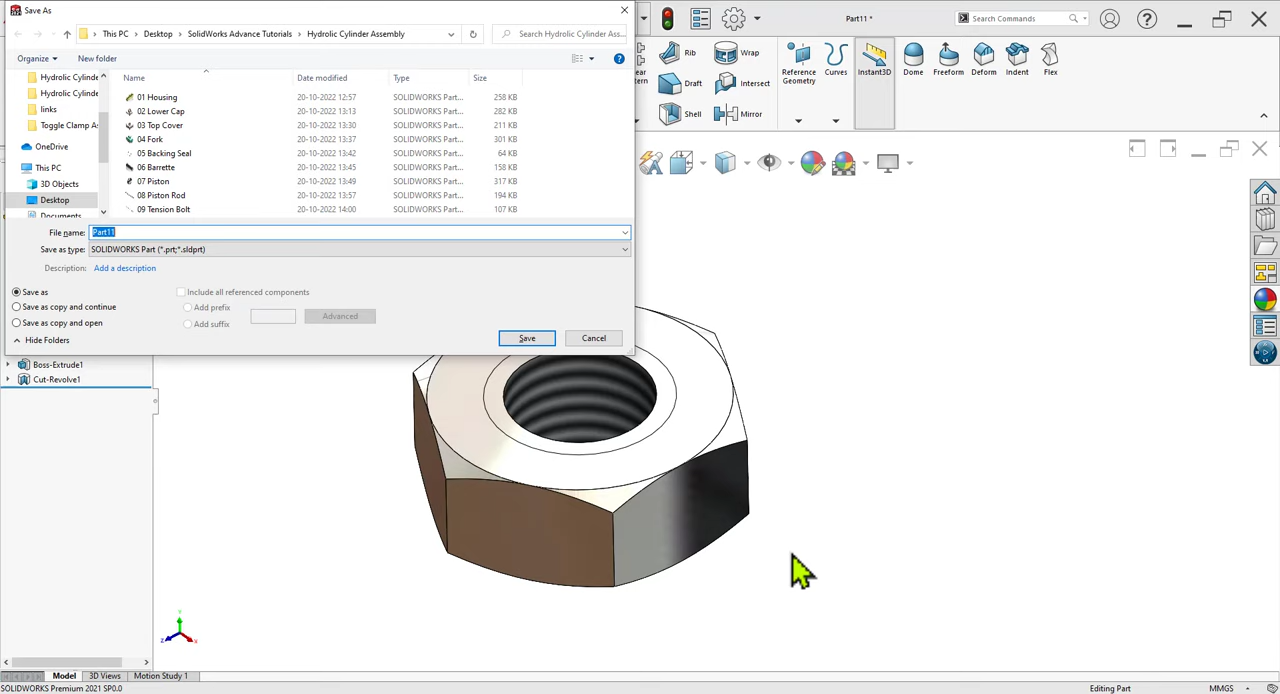 Save As
Part11 *
Search Commands
This PC > Desktop > SolidWorks Advance Tutorials > Hydrolic Cylinder Assembly
Search Hydrolic Cylinder Ass...
Organize
New folder
Rib
Wrap
Draft
Intersect
Shell
Mirror
Reference Geometry
Curves
Instant3D
Dome
Freeform
Deform
Indent
Flex
Name
Date modified
Type
Size
Hydrolic Cylinde
Hydrolic Cylinde
links
Toggle Clamp As
OneDrive
This PC
3D Objects
Desktop
Documents
01 Housing 20-10-2022 12:57 SOLIDWORKS Part... 258 KB
02 Lower Cap 20-10-2022 13:13 SOLIDWORKS Part... 282 KB
03 Top Cover 20-10-2022 13:30 SOLIDWORKS Part... 211 KB
04 Fork 20-10-2022 13:37 SOLIDWORKS Part... 301 KB
05 Backing Seal 20-10-2022 13:42 SOLIDWORKS Part... 64 KB
06 Barrette 20-10-2022 13:45 SOLIDWORKS Part... 158 KB
07 Piston 20-10-2022 13:49 SOLIDWORKS Part... 317 KB
08 Piston Rod 20-10-2022 13:57 SOLIDWORKS Part... 194 KB
09 Tension Bolt 20-10-2022 14:00 SOLIDWORKS Part... 107 KB
File name: Part11
Save as type: SOLIDWORKS Part (*.prt;*.sldprt)
Description: Add a description
Save as
Save as copy and continue
Save as copy and open
Include all referenced components
Add prefix
Add suffix
Advanced
Hide Folders
Save
Cancel
Boss-Extrude1
Cut-Revolve1
Y
Z
X
Model
3D Views
Motion Study 1
SOLIDWORKS Premium 2021 SP0.0
Editing Part
MMGS